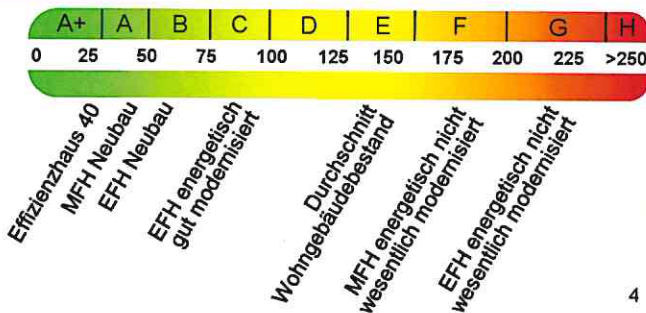 A+ A B C D E F G H
0 25 50 75 100 125 150 175 200 225 >250
Effizienzhaus 40
MFH Neubau
EFH Neubau
EFH energetisch
gut modernisiert
Durchschnitt
Wohngebäudebestand
MFH energetisch nicht
wesentlich modernisiert
EFH energetisch nicht
wesentlich modernisiert
4